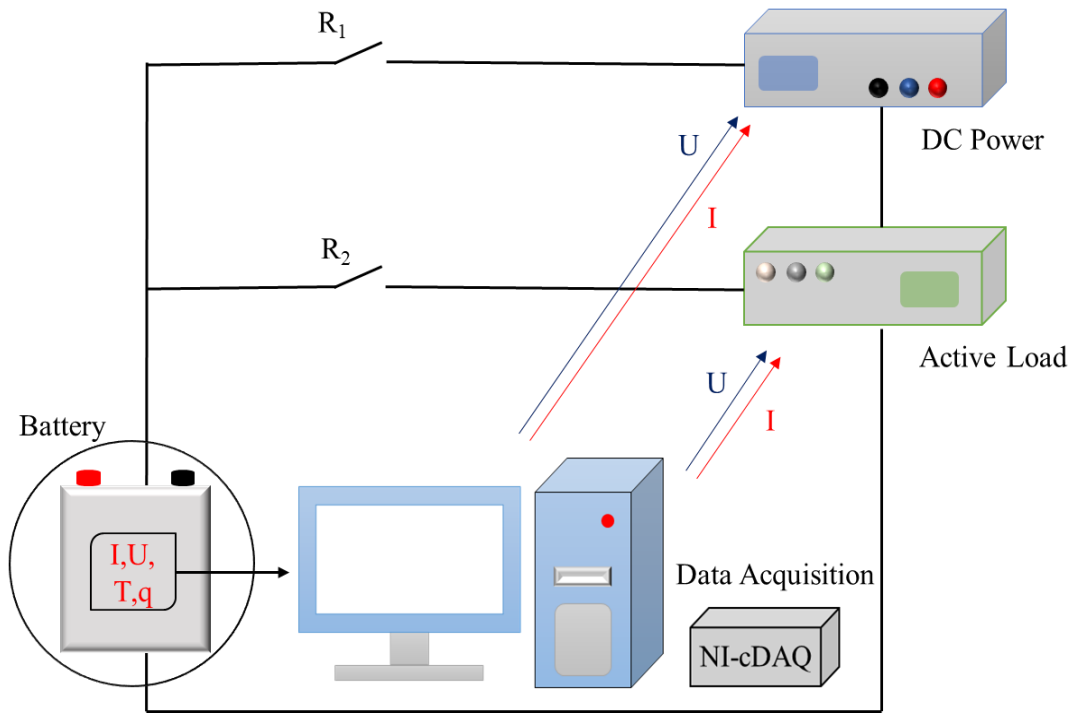 R₁
DC Power
U
I
R₂
Active Load
U
I
Battery
I,U,
T,q
Data Acquisition
NI-cDAQ